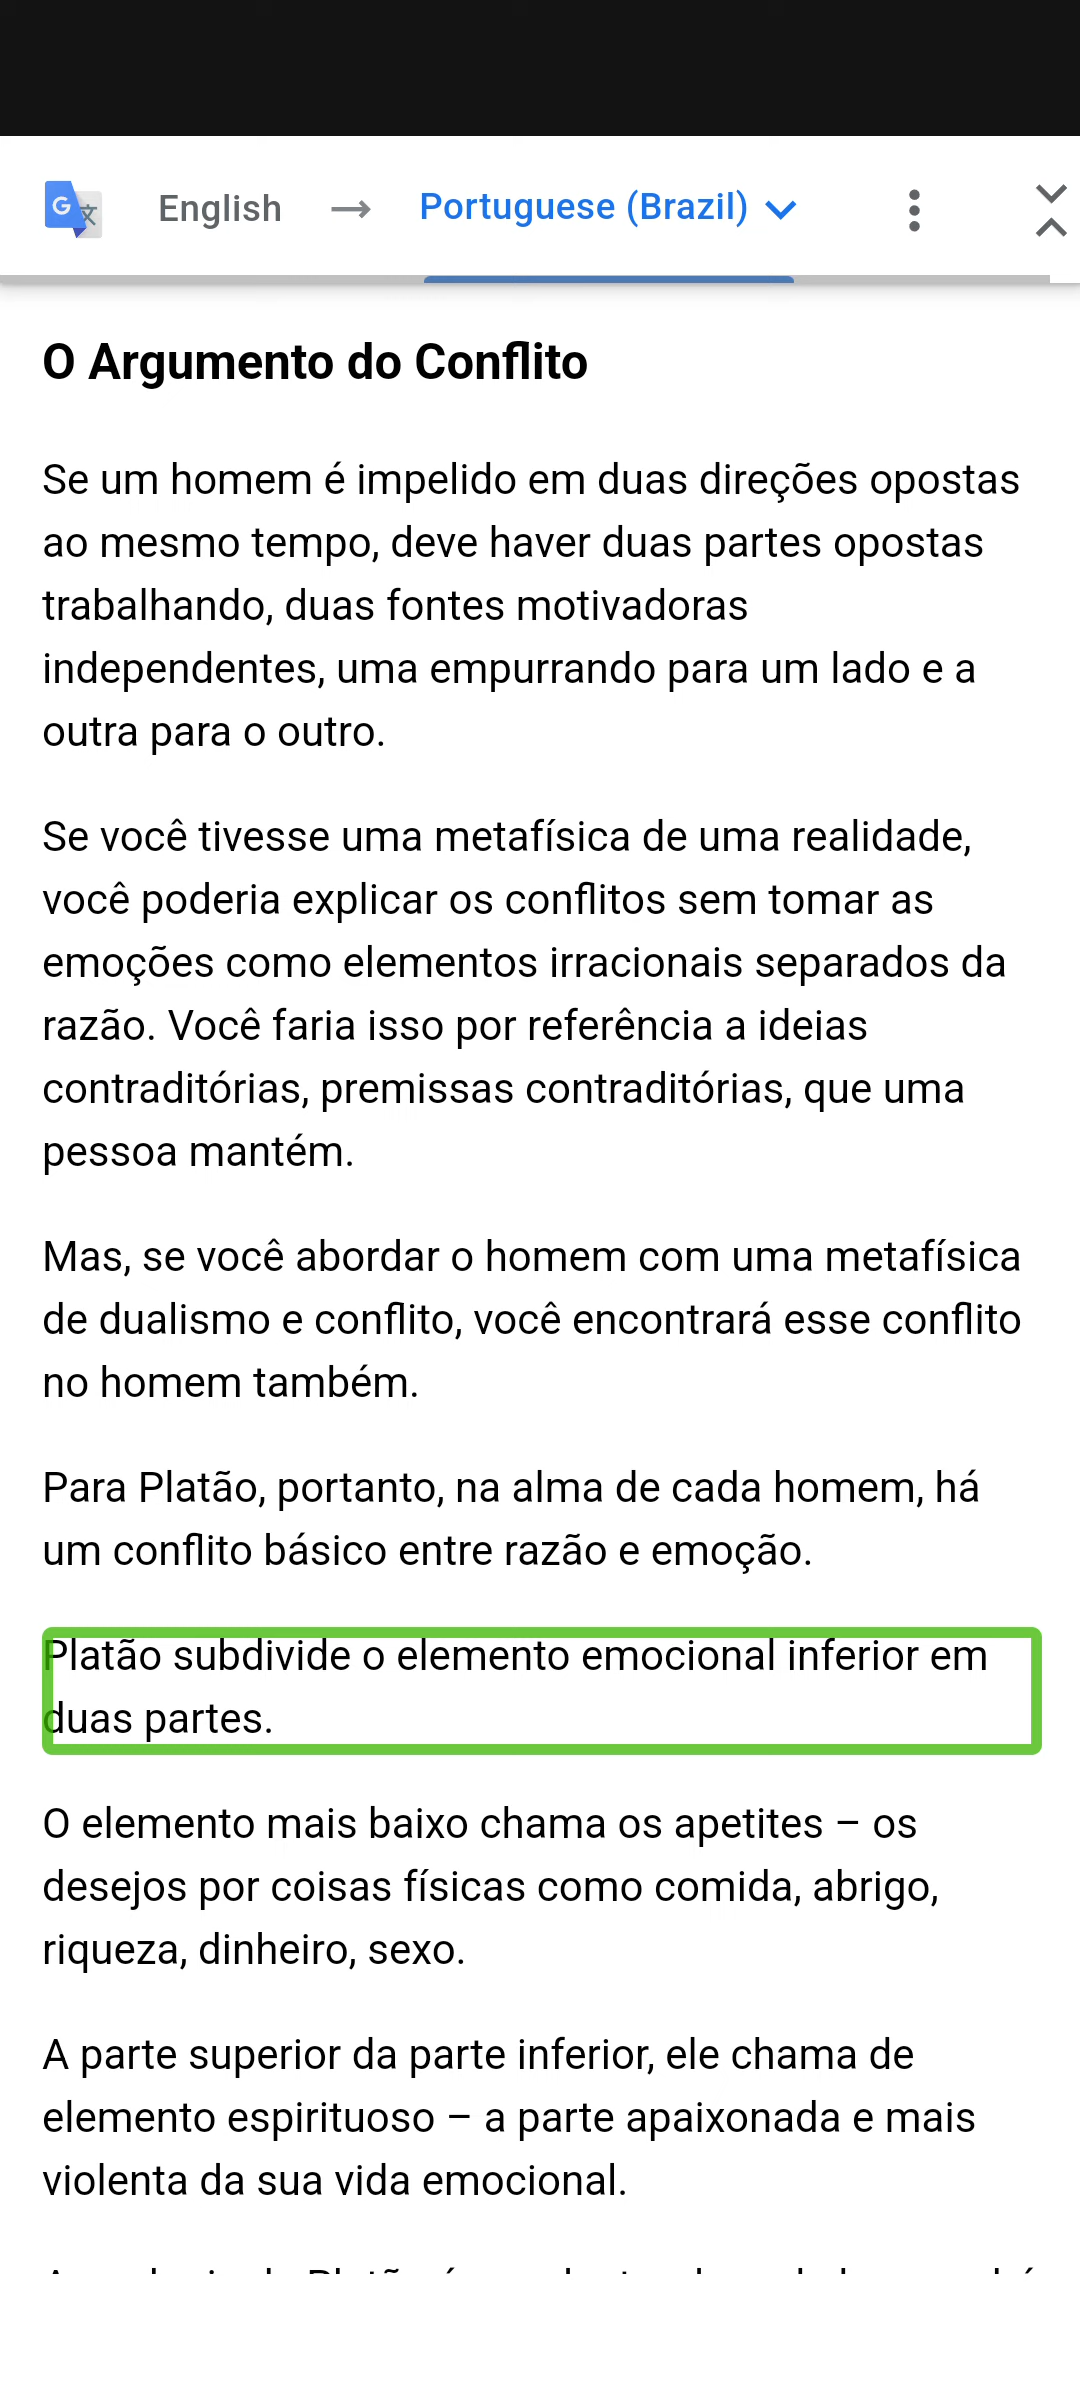 English → Portuguese (Brazil)
O Argumento do Conflito
Se um homem é impelido em duas direções opostas
ao mesmo tempo, deve haver duas partes opostas
trabalhando, duas fontes motivadoras
independentes, uma empurrando para um lado e a
outra para o outro.
Se você tivesse uma metafísica de uma realidade,
você poderia explicar os conflitos sem tomar as
emoções como elementos irracionais separados da
razão. Você faria isso por referência a ideias
contraditórias, premissas contraditórias, que uma
pessoa mantém.
Mas, se você abordar o homem com uma metafísica
de dualismo e conflito, você encontrará esse conflito
no homem também.
Para Platão, portanto, na alma de cada homem, há
um conflito básico entre razão e emoção.
Platão subdivide o elemento emocional inferior em
duas partes.
O elemento mais baixo chama os apetites – os
desejos por coisas físicas como comida, abrigo,
riqueza, dinheiro, sexo.
A parte superior da parte inferior, ele chama de
elemento espirituoso – a parte apaixonada e mais
violenta da sua vida emocional.